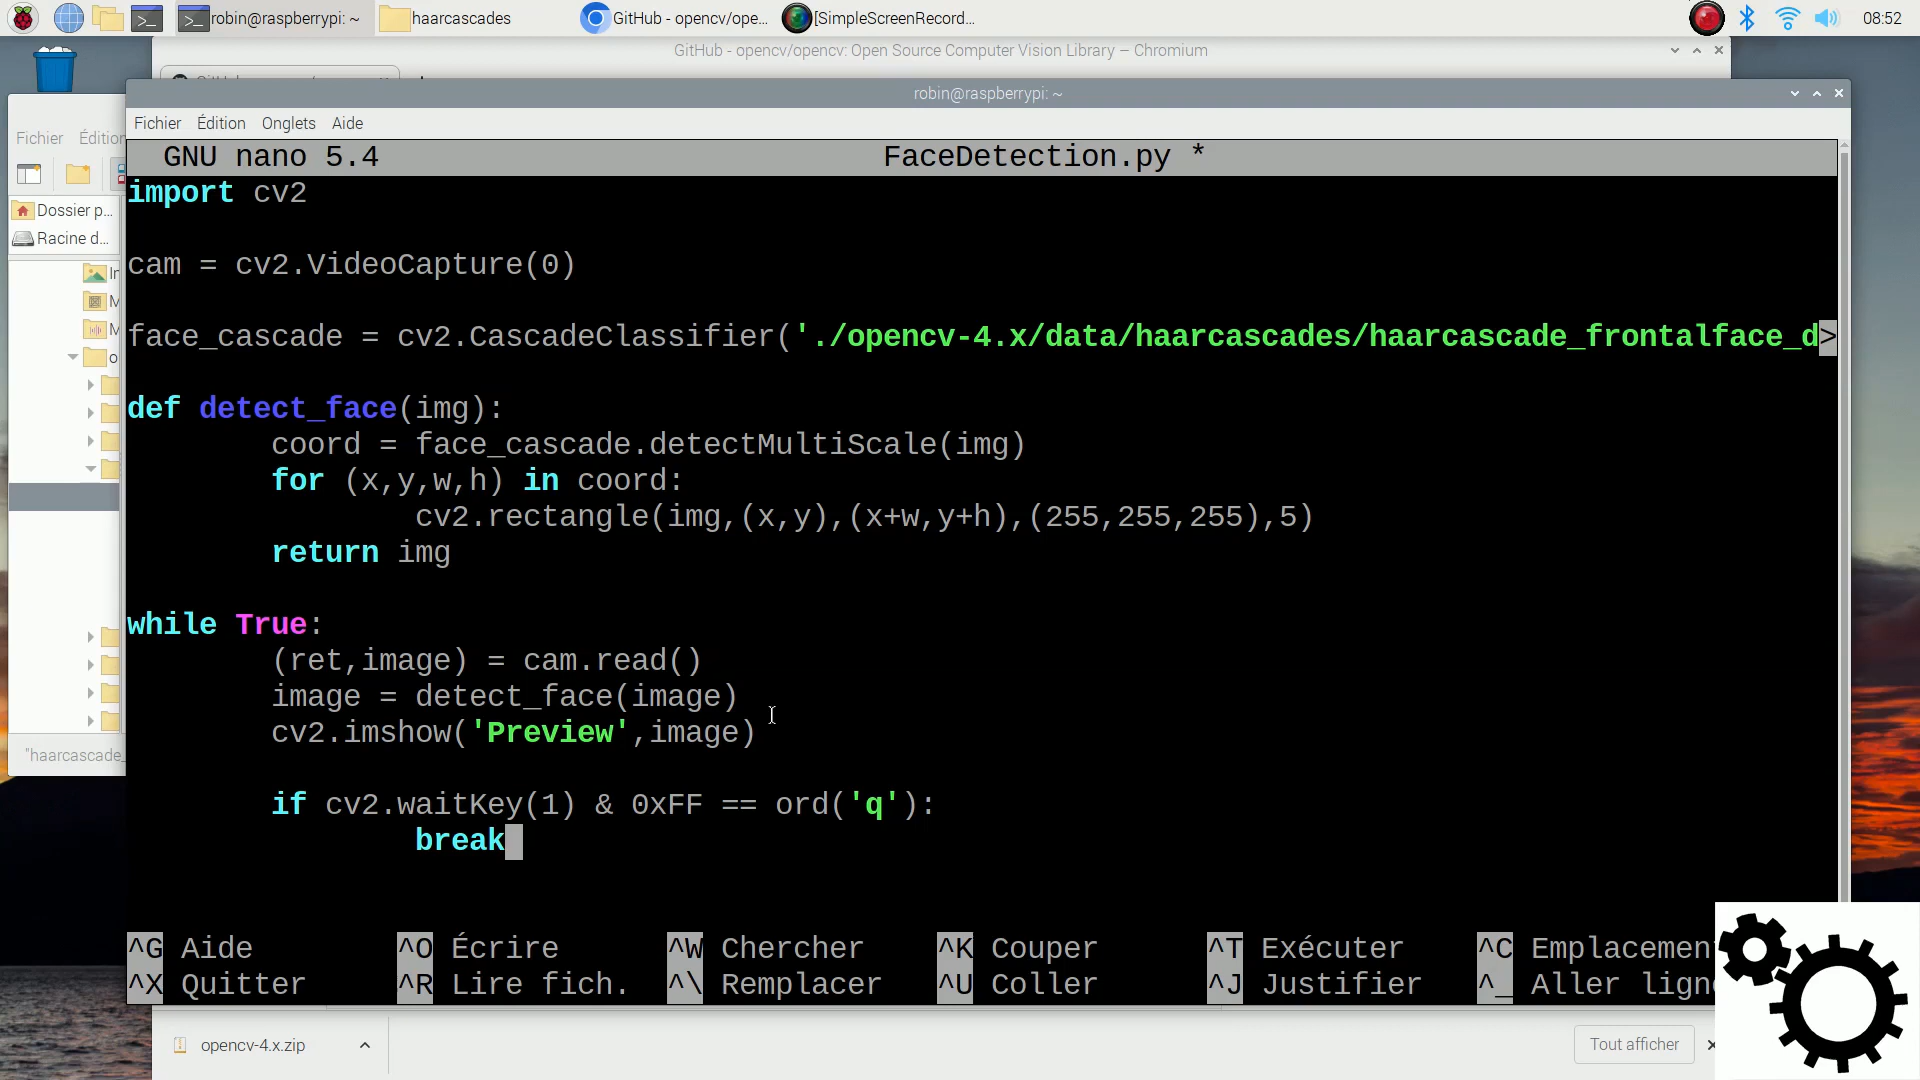 robin@raspberrypi: ~
haarcascades
GitHub - opencv/ope...
[SimpleScreenRecord...
08:52
GitHub - opencv/opencv: Open Source Computer Vision Library – Chromium
robin@raspberrypi: ~
Fichier Édition Onglets Aide
Fichier
GNU nano 5.4 FaceDetection.py *
import cv2
Dossier p...
Racine d...
cam = cv2.VideoCapture(0)
face_cascade = cv2.CascadeClassifier('./opencv-4.x/data/haarcascades/haarcascade_frontalface_d>
def detect_face(img):
coord = face_cascade.detectMultiScale(img)
for (x,y,w,h) in coord:
cv2.rectangle(img,(x,y),(x+w,y+h),(255,255,255),5)
return img
while True:
(ret,image) = cam.read()
image = detect_face(image)
cv2.imshow('Preview',image)
"haarcascade_
if cv2.waitKey(1) & 0xFF == ord('q'):
break
^G Aide ^O Écrire ^W Chercher ^K Couper ^T Exécuter ^C Emplacemen
^X Quitter ^R Lire fich. ^\ Remplacer ^U Coller ^J Justifier ^_ Aller lign
opencv-4.x.zip
Tout afficher